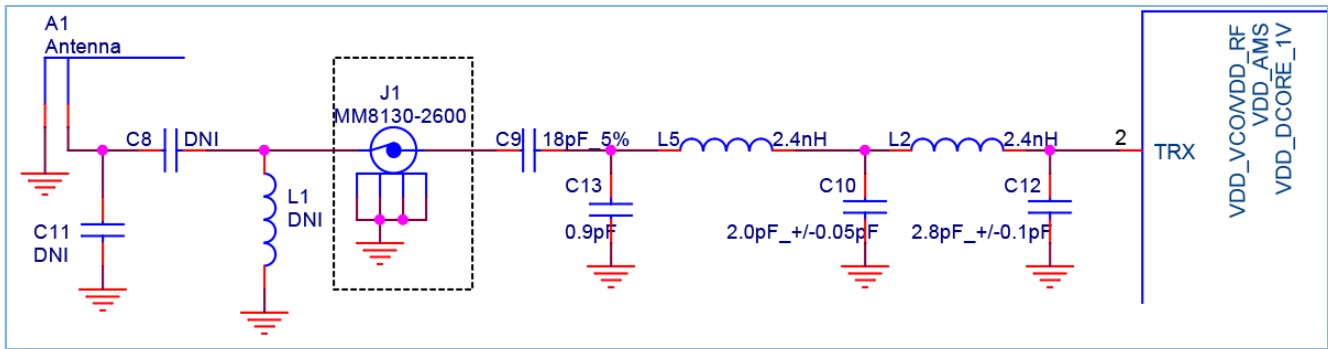 A1
Antenna
C8
DNI
C11
DNI
L1
DNI
J1
MM8130-2600
C9
18pF_5%
C13
0.9pF
L5
2.4nH
C10
2.0pF_+/-0.05pF
L2
2.4nH
C12
2.8pF_+/-0.1pF
2
TRX
VDD_VCO/VDD_RF
VDD_AMS
VDD_DCORE_1V